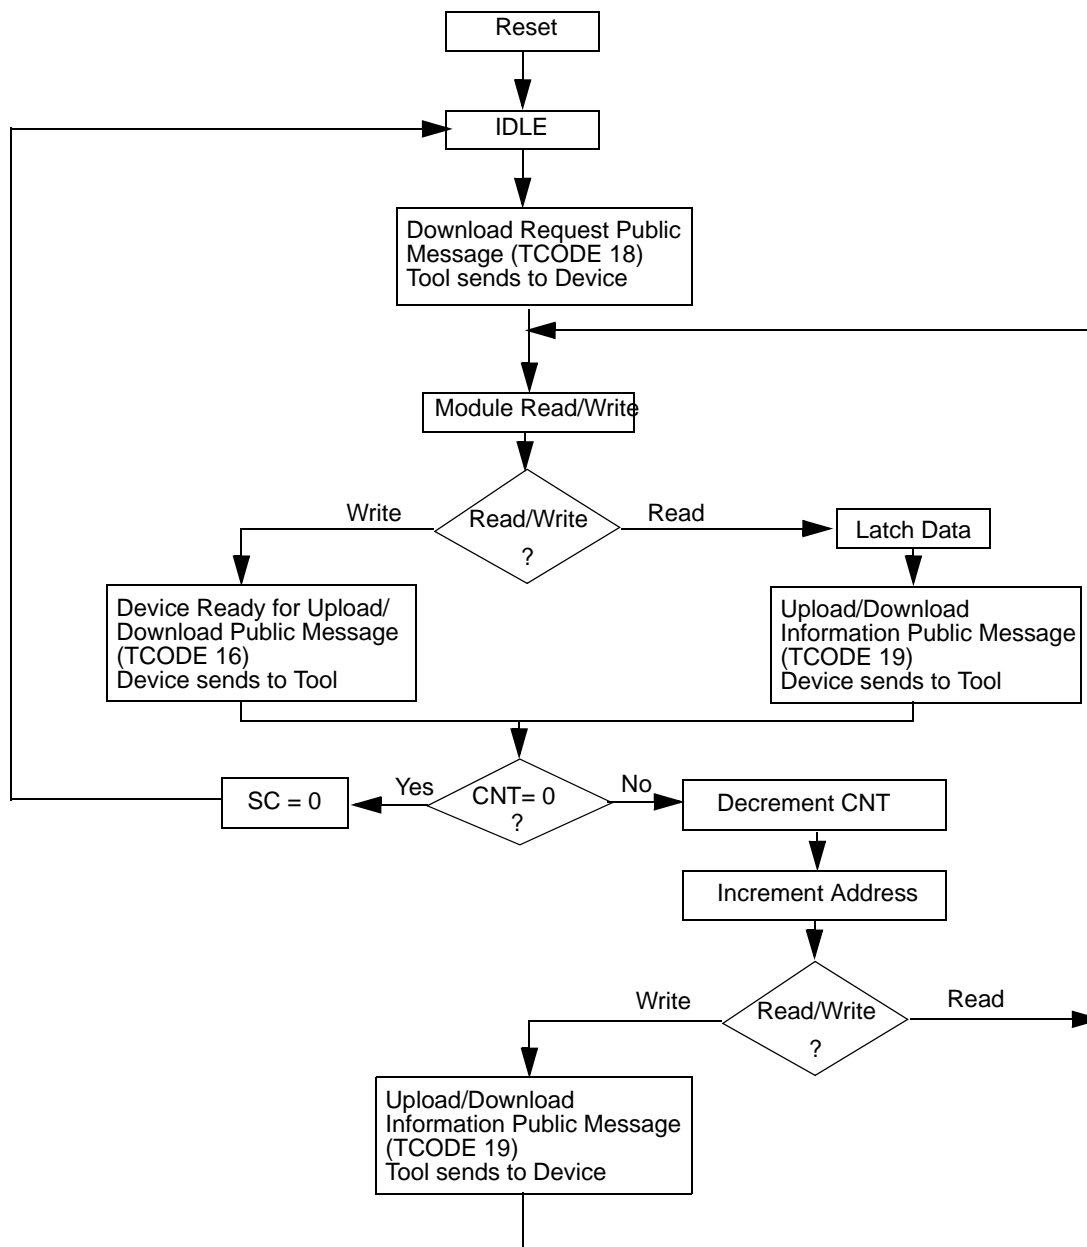 Reset
IDLE
Download Request Public
Message (TCODE 18)
Tool sends to Device
Module Read/Write
Write
Read/Write
?
Read
Latch Data
Device Ready for Upload/
Download Public Message
(TCODE 16)
Device sends to Tool
Upload/Download
Information Public Message
(TCODE 19)
Device sends to Tool
SC = 0
Yes
CNT= 0
?
No
Decrement CNT
Increment Address
Write
Read/Write
?
Read
Upload/Download
Information Public Message
(TCODE 19)
Tool sends to Device